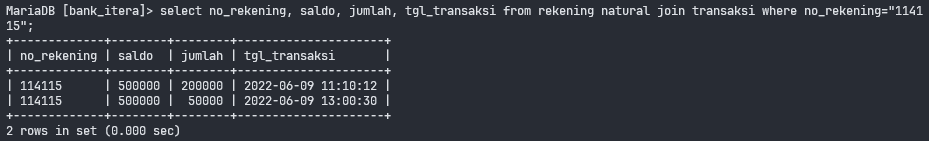 MariaDB [bank_itera]> select no_rekening, saldo, jumlah, tgl_transaksi from rekening natural join transaksi where no_rekening="1141
15";
+-------------+--------+--------+---------------------+
| no_rekening | saldo  | jumlah | tgl_transaksi       |
+-------------+--------+--------+---------------------+
| 114115      | 500000 | 200000 | 2022-06-09 11:10:12 |
| 114115      | 500000 |  50000 | 2022-06-09 13:00:30 |
+-------------+--------+--------+---------------------+
2 rows in set (0.000 sec)